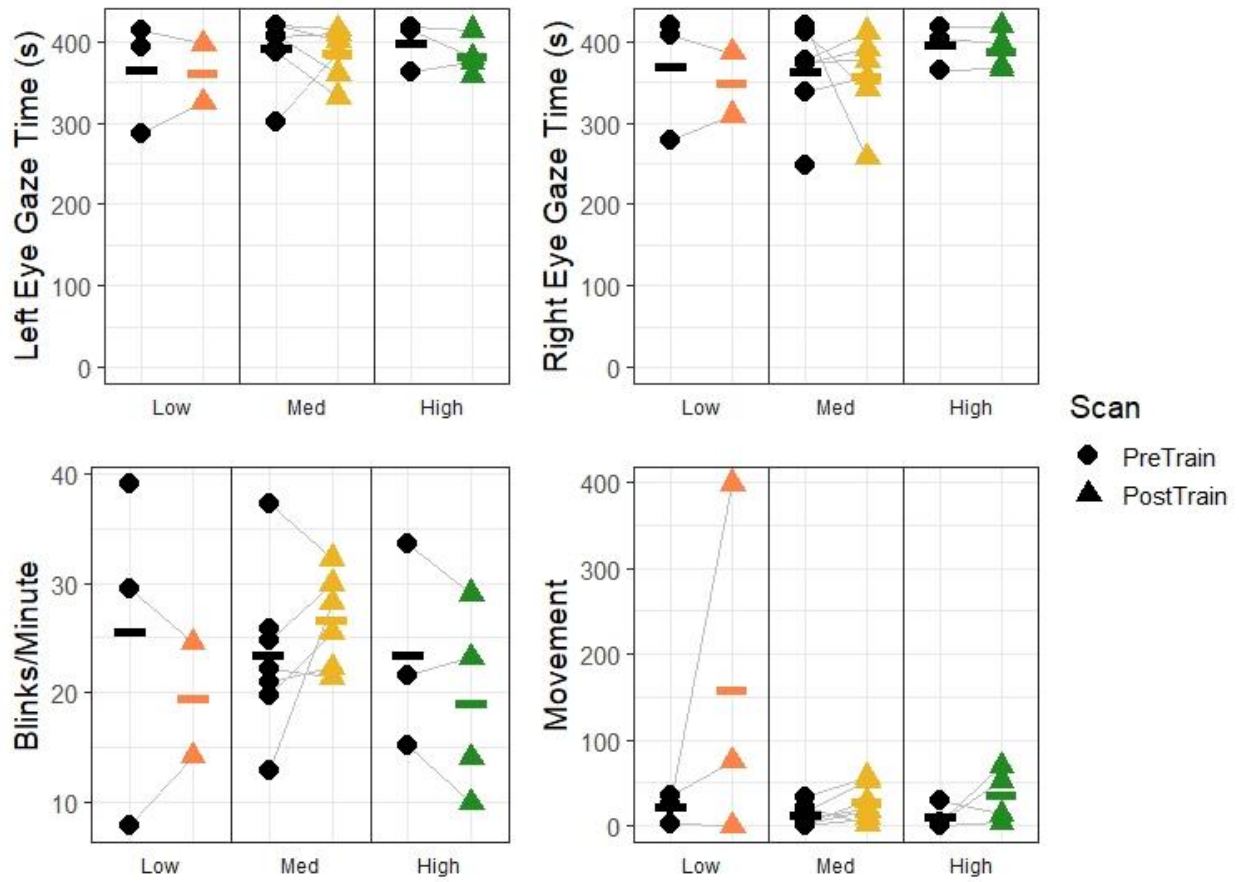 Left Eye Gaze Time (s)
400
300
200
100
0
Low Med High
Right Eye Gaze Time (s)
400
300
200
100
0
Low Med High
Blinks/Minute
40
30
20
10
Low Med High
Movement
400
300
200
100
0
Low Med High
Scan
PreTrain
PostTrain